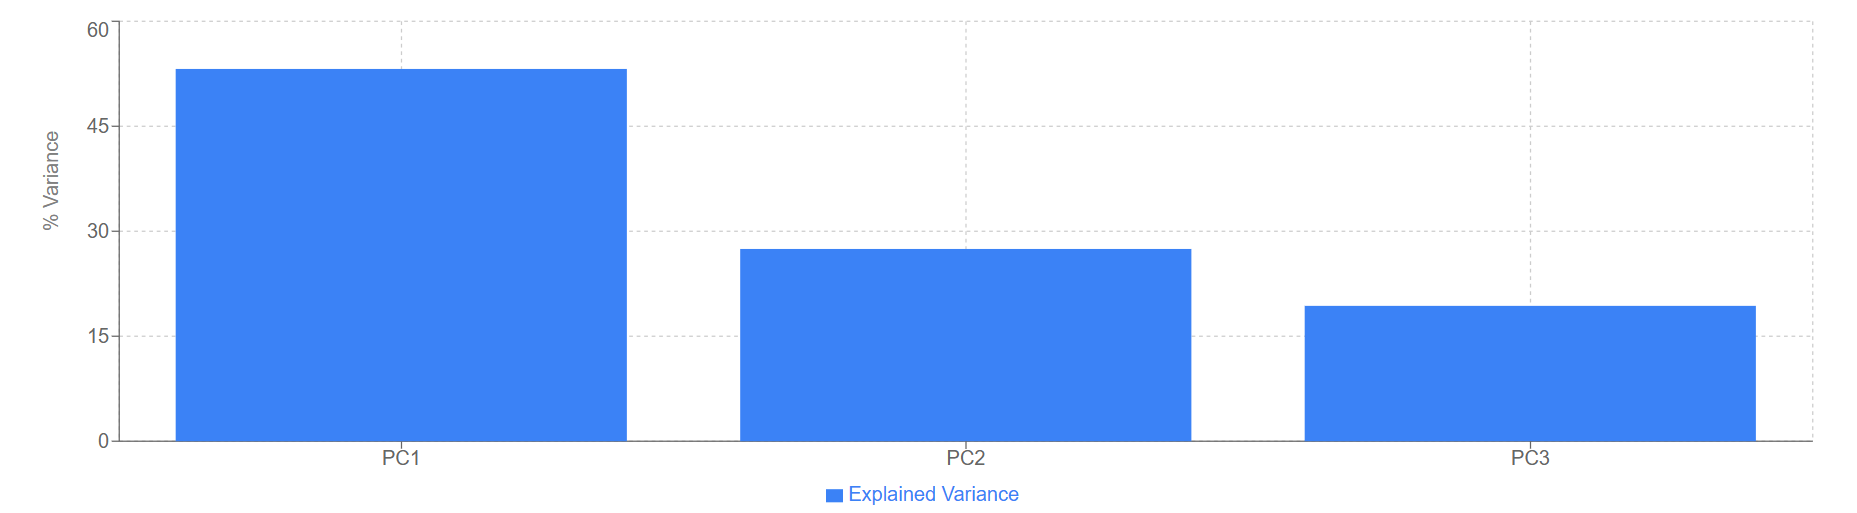 60
45
30
15
0
% Variance
PC1 PC2 PC3
Explained Variance